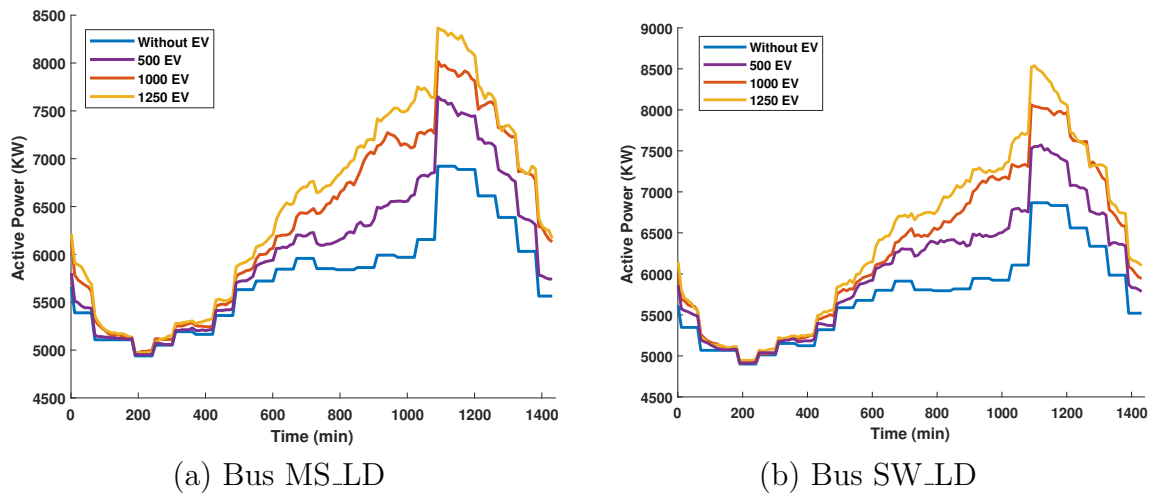 8500
8000
7500
7000
6500
6000
5500
5000
4500
Active Power (KW)
0 200 400 600 800 1000 1200 1400
Time (min)
Without EV
500 EV
1000 EV
1250 EV
(a) Bus MS_LD
9000
8500
8000
7500
7000
6500
6000
5500
5000
4500
Active Power (KW)
0 200 400 600 800 1000 1200 1400
Time (min)
Without EV
500 EV
1000 EV
1250 EV
(b) Bus SW_LD